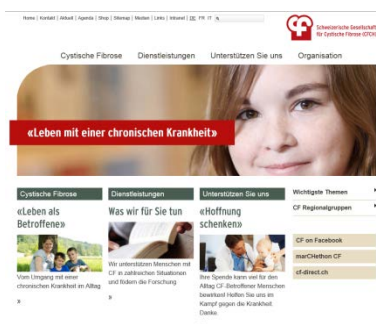 Home | Kontakt | Aktuell | Agenda | Shop | Sitemap | Medien | Links | Intranet | DE FR IT
Schweizerische Gesellschaft
für Cystische Fibrose (CFCH)
Cystische Fibrose Dienstleistungen Unterstützen Sie uns Organisation
«Leben mit einer chronischen Krankheit»
Cystische Fibrose
«Leben als
Betroffene»
Vom Umgang mit einer
chronischen Krankheit im Alltag
»
Dienstleistungen
Was wir für Sie tun
Wir unterstützen Menschen mit
CF in zahlreichen Situationen
und fördern die Forschung.
»
Unterstützen Sie uns
«Hoffnung
schenken»
Ihre Spende kann viel für den
Alltag CF-Betroffener Menschen
bewirken! Helfen Sie uns im
Kampf gegen die Krankheit.
Danke.
Wichtigste Themen
CF Regionalgruppen
CF on Facebook
marCHethon CF
cf-direct.ch